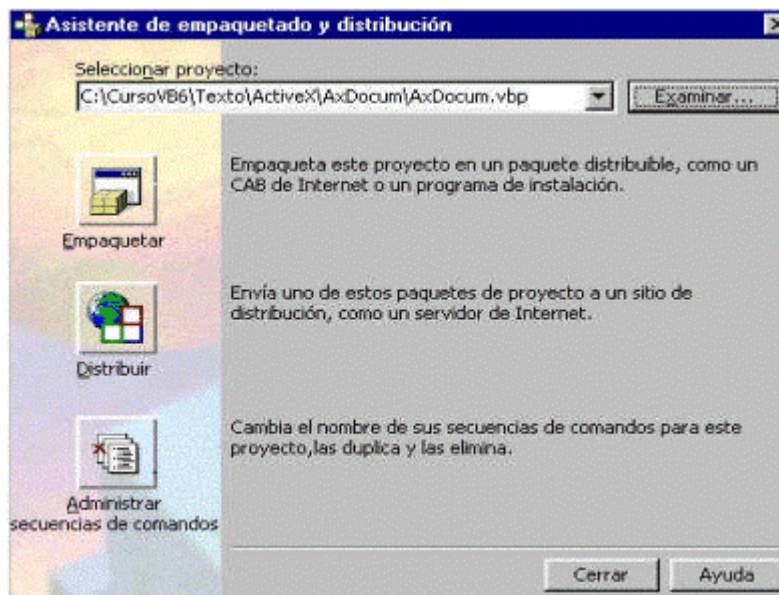 Asistente de empaquetado y distribución
Seleccionar proyecto:
C:\CursoVB6\Texto\ActiveX\AxDocum\AxDocum.vbp
Examinar...
Empaquetar
Empaqueta este proyecto en un paquete distribuible, como un
CAB de Internet o un programa de instalación.
Distribuir
Envía uno de estos paquetes de proyecto a un sitio de
distribución, como un servidor de Internet.
Administrar
secuencias de comandos
Cambia el nombre de sus secuencias de comandos para este
proyecto,las duplica y las elimina.
Cerrar
Ayuda